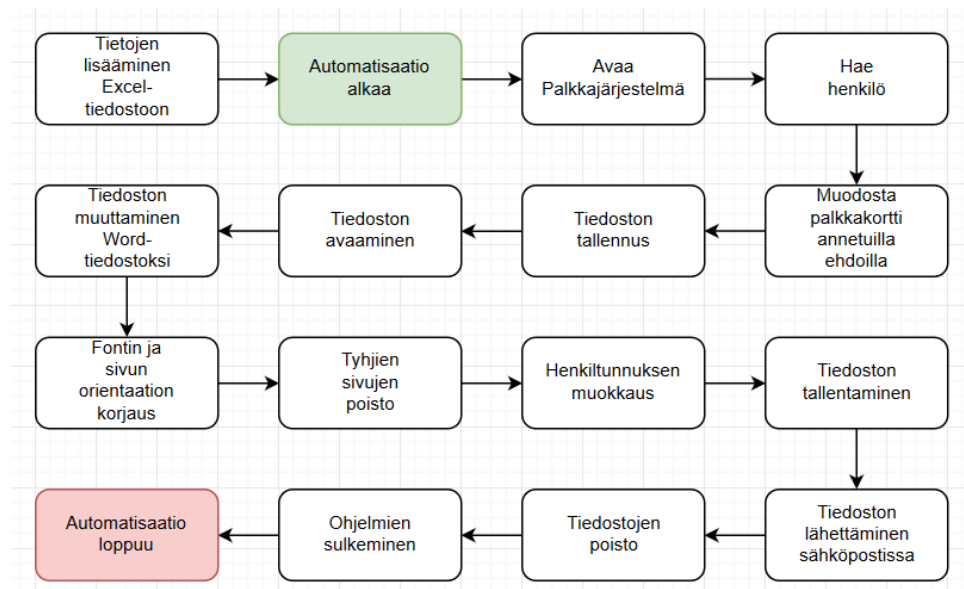 Tietojen
lisääminen
Excel-
tiedostoon
Automatisaatio
alkaa
Avaa
Palkkajärjestelmä
Hae
henkilö
Muodosta
palkkakortti
annetuilla
ehdoilla
Tiedoston
tallennus
Tiedoston
avaaminen
Tiedoston
muuttaminen
Word-
tiedostoksi
Fontin ja
sivun
orientaation
korjaus
Tyhjien
sivujen
poisto
Henkiltunnuksen
muokkaus
Tiedoston
tallentaminen
Tiedoston
lähettäminen
sähköpostissa
Tiedostojen
poisto
Ohjelmien
sulkeminen
Automatisaatio
loppuu